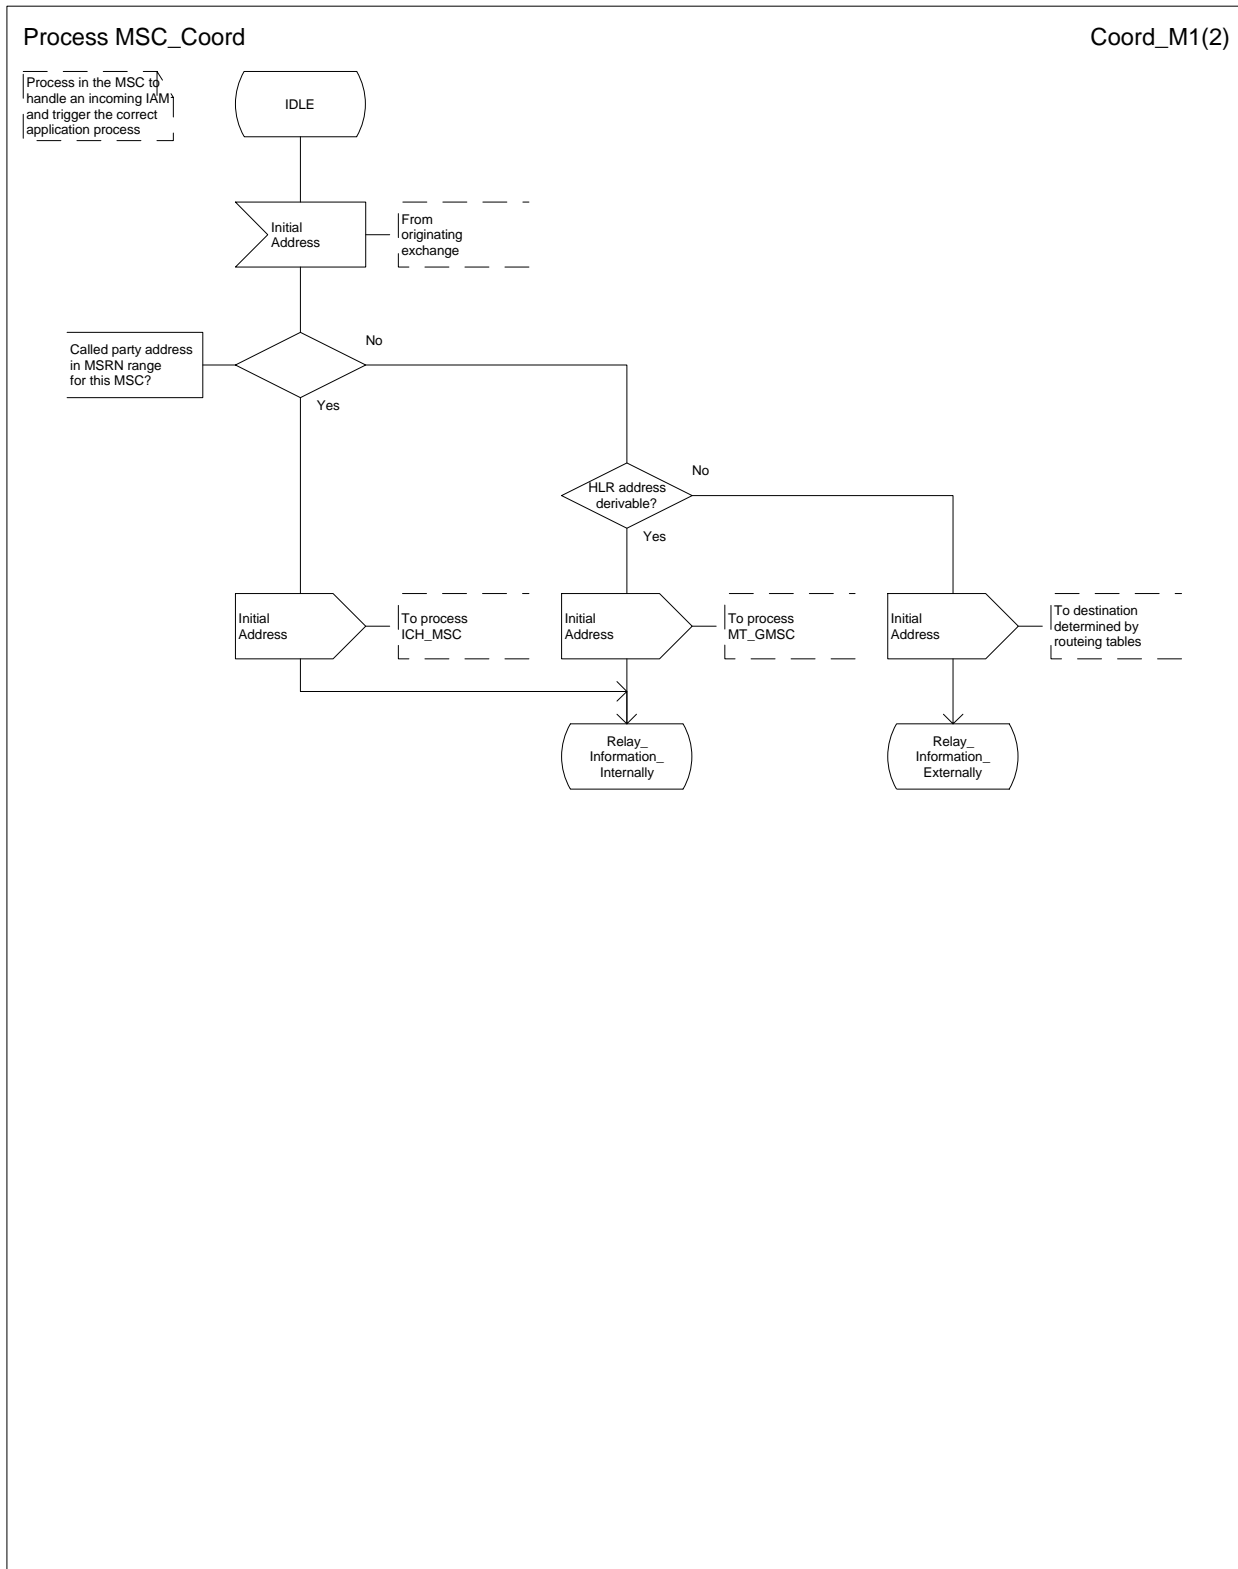 Process MSC_Coord
Coord_M1(2)
Process in the MSC to
handle an incoming IAM
and trigger the correct
application process
IDLE
Initial
Address
From
originating
exchange
Called party address
in MSRN range
for this MSC?
No
Yes
HLR address
derivable?
No
Yes
Initial
Address
To process
ICH_MSC
Initial
Address
To process
MT_GMSC
Initial
Address
To destination
determined by
routeing tables
Relay_
Information_
Internally
Relay_
Information_
Externally